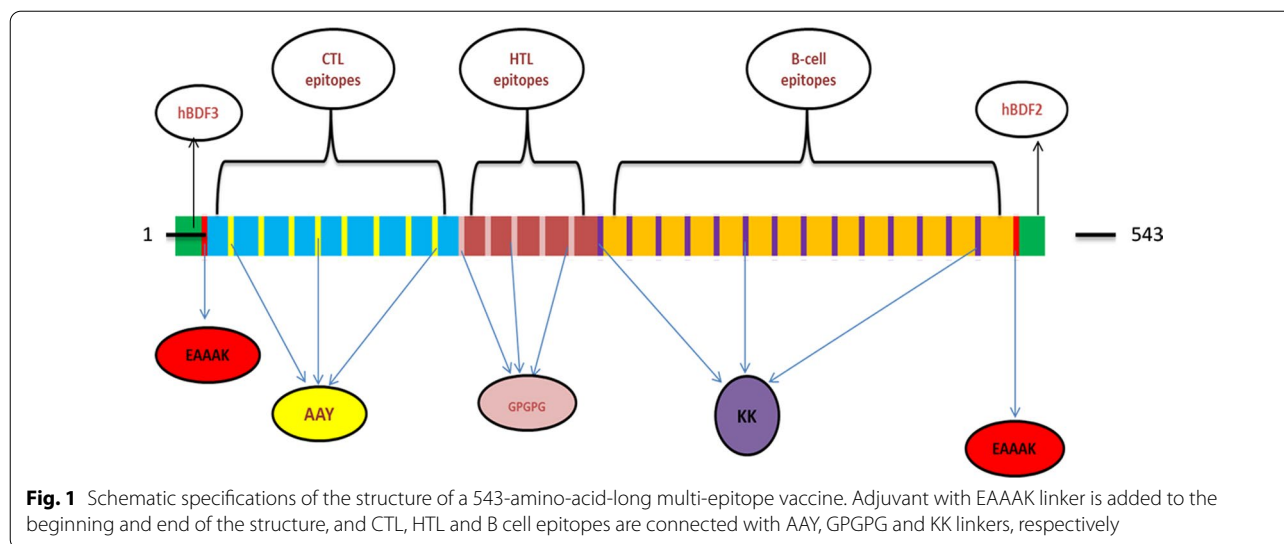 CTL
epitopes
HTL
epitopes
B-cell
epitopes
hBDF3
hBDF2
1
543
EAAAK
AAY
GPGPG
KK
EAAAK
Fig. 1 Schematic specifications of the structure of a 543-amino-acid-long multi-epitope vaccine. Adjuvant with EAAAK linker is added to the
beginning and end of the structure, and CTL, HTL and B cell epitopes are connected with AAY, GPGPG and KK linkers, respectively